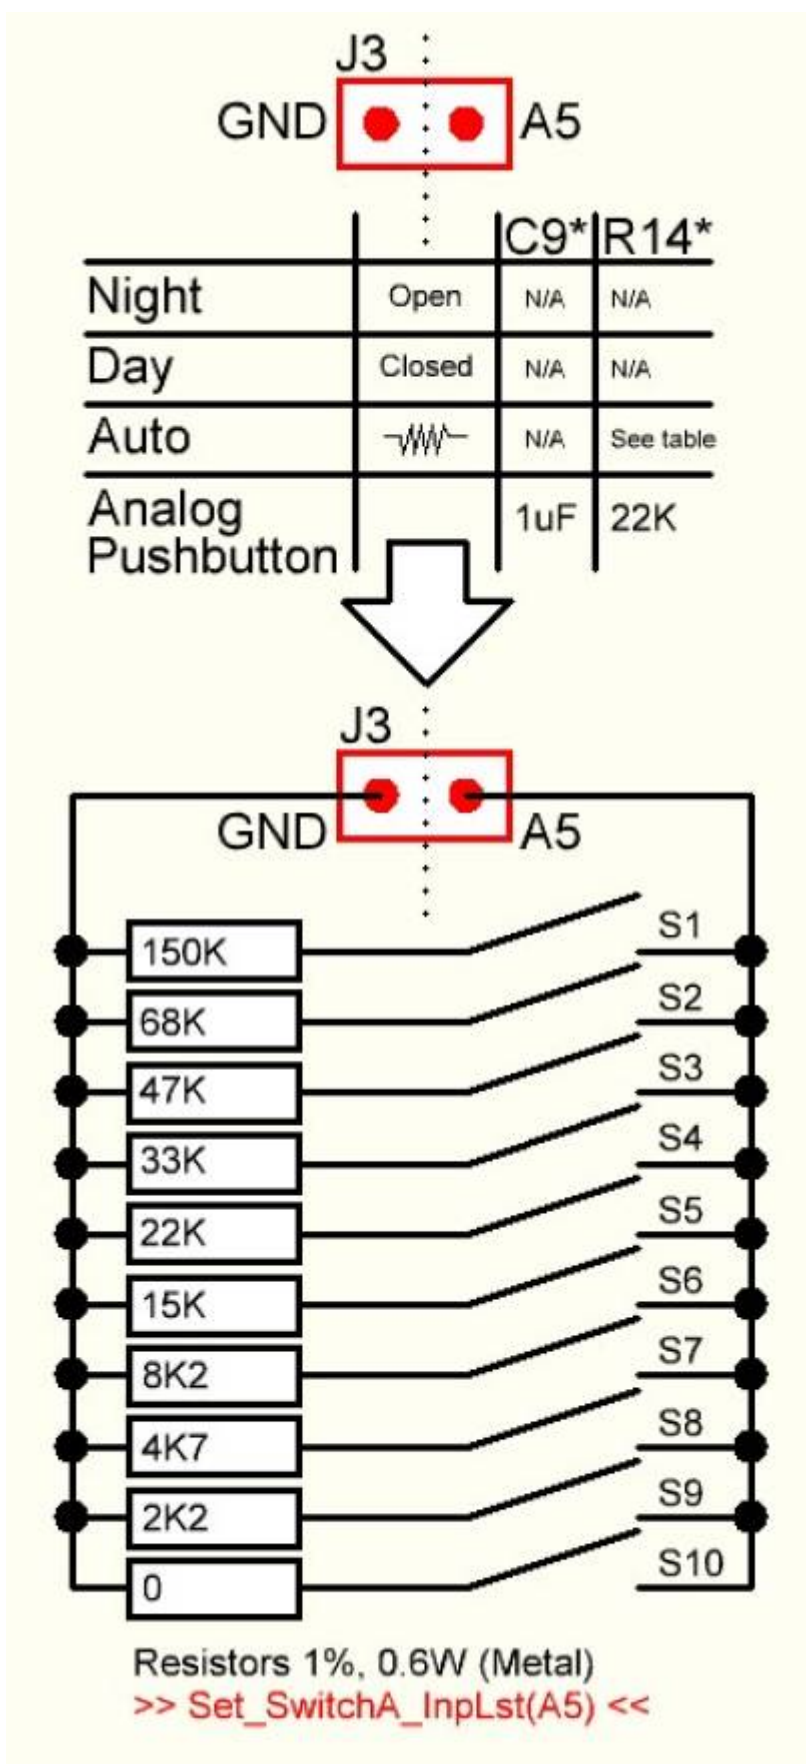 J3
GND A5
C9* R14*
Night Open N/A N/A
Day Closed N/A N/A
Auto N/A See table
Analog
Pushbutton 1uF 22K
J3
GND A5
150K S1
68K S2
47K S3
33K S4
22K S5
15K S6
8K2 S7
4K7 S8
2K2 S9
0 S10
Resistors 1%, 0.6W (Metal)
>> Set_SwitchA_InpLst(A5) <<